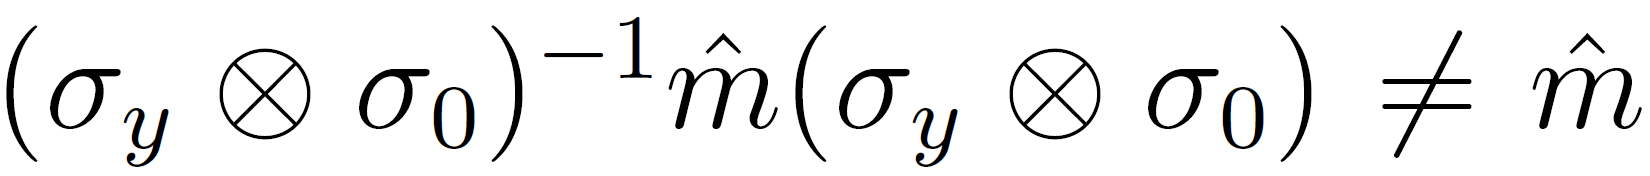 (σ_y ⊗ σ_0)^{−1} m̂ (σ_y ⊗ σ_0) ≠ m̂